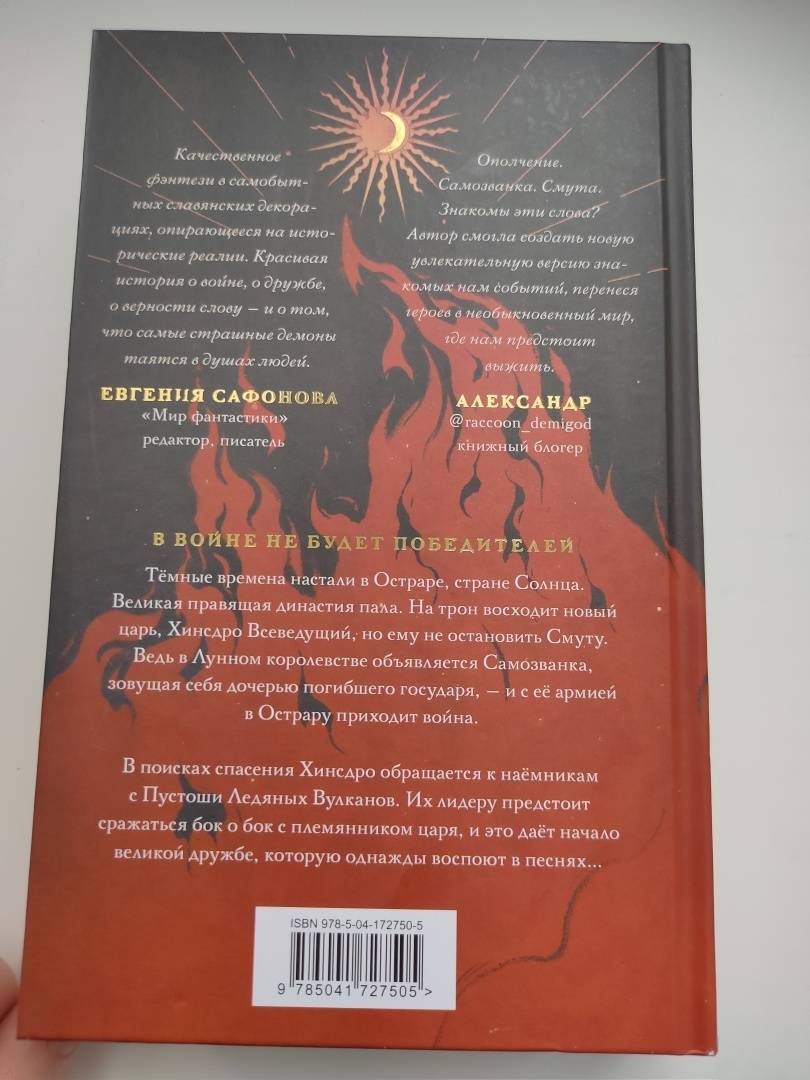 Качественное
фэнтези в самобыт-
ных славянских декора-
циях, опирающееся на исто-
рические реалии. Красивая
история о войне, о дружбе,
о верности слову — и о том,
что самые страшные демоны
таятся в душах людей.
ЕВГЕНИЯ САФОНОВА
«Мир фантастики»
редактор, писатель
Ополчение.
Самозванка. Смута.
Знакомы эти слова?
Автор смогла создать новую
увлекательную версию зна-
комых нам событий, перенеся
героев в необыкновенный мир,
где нам предстоит
выжить.
АЛЕКСАНДР
@raccoon_demigod
книжный блогер
В ВОЙНЕ НЕ БУДЕТ ПОБЕДИТЕЛЕЙ
Тёмные времена настали в Остраре, стране Солнца.
Великая правящая династия пала. На трон восходит новый
царь, Хинсдро Всеведущий, но ему не остановить Смуту.
Ведь в Лунном королевстве объявляется Самозванка,
зовущая себя дочерью погибшего государя, — и с её армией
в Острару приходит война.
В поисках спасения Хинсдро обращается к наёмникам
с Пустоши Ледяных Вулканов. Их лидеру предстоит
сражаться бок о бок с племянником царя, и это даёт начало
великой дружбе, которую однажды воспоют в песнях...
ISBN 978-5-04-172750-5
9 785041 727505 >